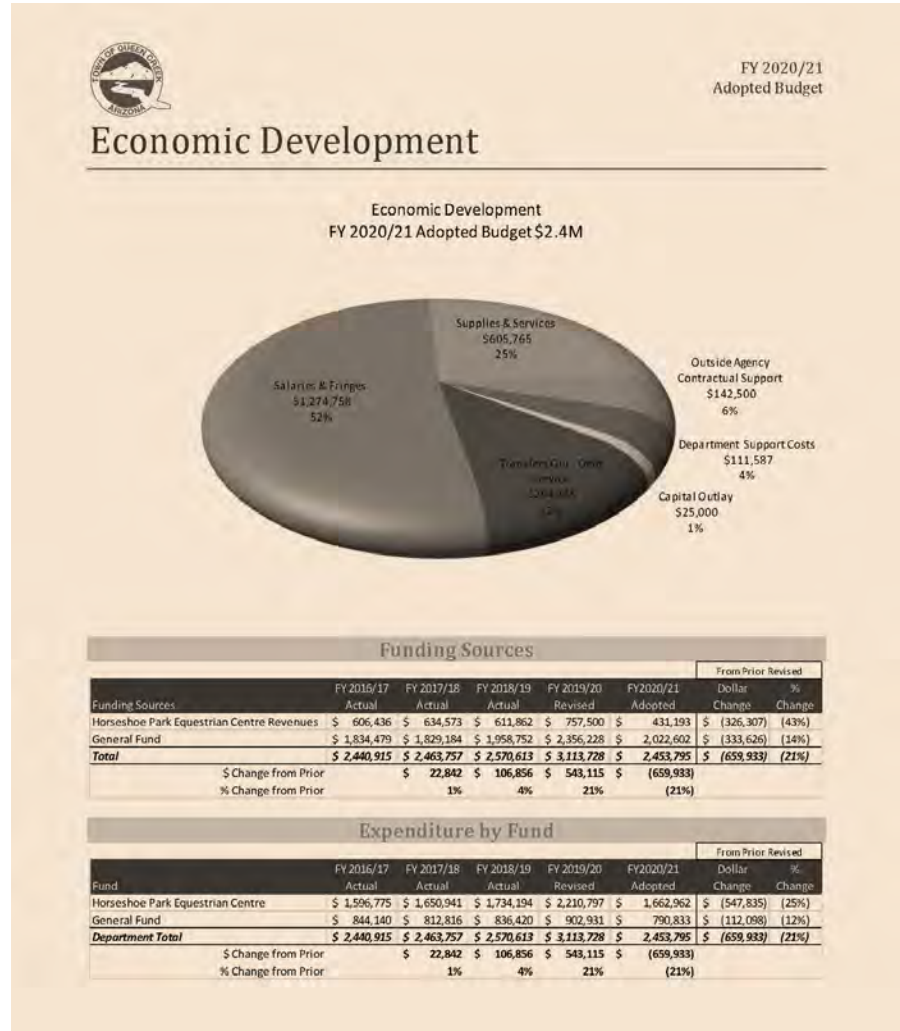 TOWN OF QUEEN CREEK
ARIZONA
FY 2020/21
Adopted Budget
Economic Development
Economic Development
FY 2020/21 Adopted Budget $2.4M
Supplies & Services
$605,765
25%
Outside Agency
Contractual Support
$142,500
6%
Salaries & Fringes
$1,274,758
52%
Department Support Costs
$111,587
4%
Transfers Out - Debt
Service
Capital Outlay
$25,000
1%
Funding Sources
From Prior Revised
FY 2016/17 FY 2017/18 FY 2018/19 FY 2019/20 FY2020/21 Dollar %
Funding Sources Actual Actual Actual Revised Adopted Change Change
Horseshoe Park Equestrian Centre Revenues $ 606,436 $ 634,573 $ 611,862 $ 757,500 $ 431,193 $ (326,307) (43%)
General Fund $ 1,834,479 $ 1,829,184 $ 1,958,752 $ 2,356,228 $ 2,022,602 $ (333,626) (14%)
Total $ 2,440,915 $ 2,463,757 $ 2,570,613 $ 3,113,728 $ 2,453,795 $ (659,933) (21%)
$ Change from Prior $ 22,842 $ 106,856 $ 543,115 $ (659,933)
% Change from Prior 1% 4% 21% (21%)
Expenditure by Fund
From Prior Revised
FY 2016/17 FY 2017/18 FY 2018/19 FY 2019/20 FY2020/21 Dollar %
Fund Actual Actual Actual Revised Adopted Change Change
Horseshoe Park Equestrian Centre $ 1,596,775 $ 1,650,941 $ 1,734,194 $ 2,210,797 $ 1,662,962 $ (547,835) (25%)
General Fund $ 844,140 $ 812,816 $ 836,420 $ 902,931 $ 790,833 $ (112,098) (12%)
Department Total $ 2,440,915 $ 2,463,757 $ 2,570,613 $ 3,113,728 $ 2,453,795 $ (659,933) (21%)
$ Change from Prior $ 22,842 $ 106,856 $ 543,115 $ (659,933)
% Change from Prior 1% 4% 21% (21%)